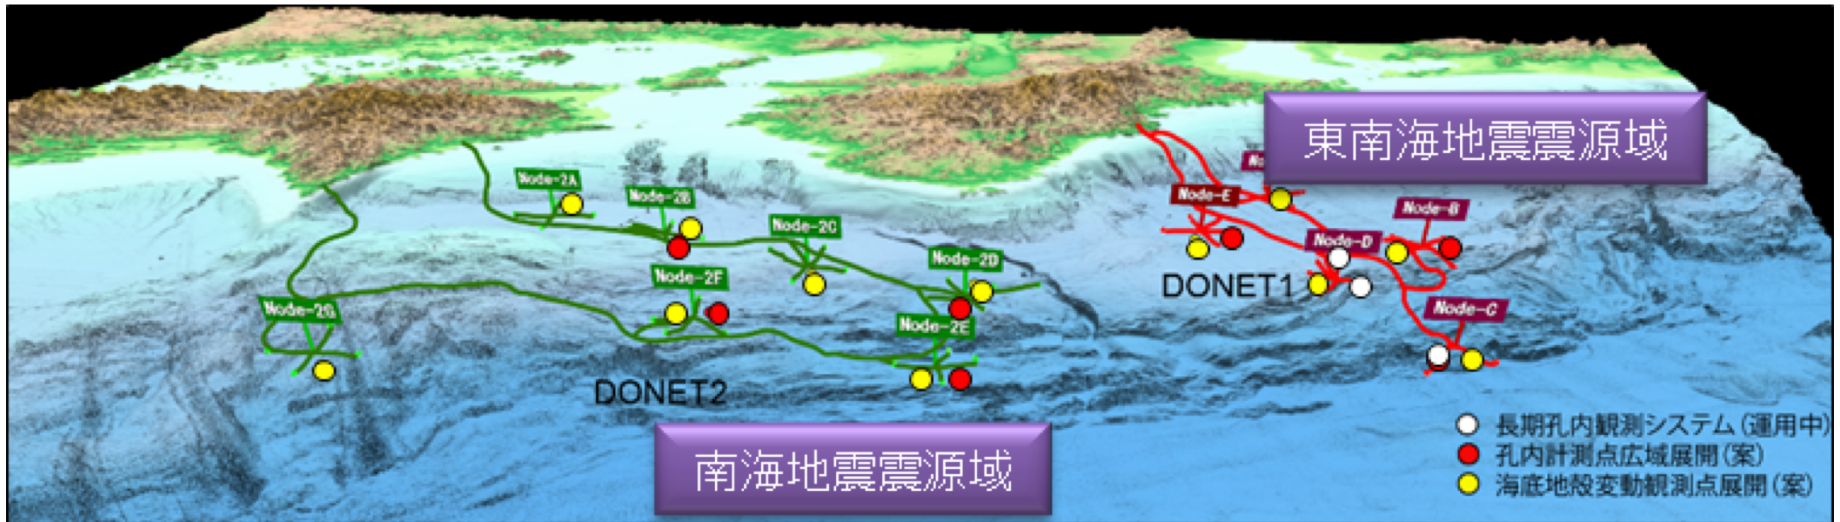 東南海地震震源域
Node-2A
Node-2B
Node-E
Node-B
Node-2C
Node-D
Node-2D
Node-2F
DONET1
Node-2G
Node-C
Node-2E
DONET2
長期孔内観測システム(運用中)
孔内計測点広域展開(案)
南海地震震源域
海底地殻変動観測点展開(案)